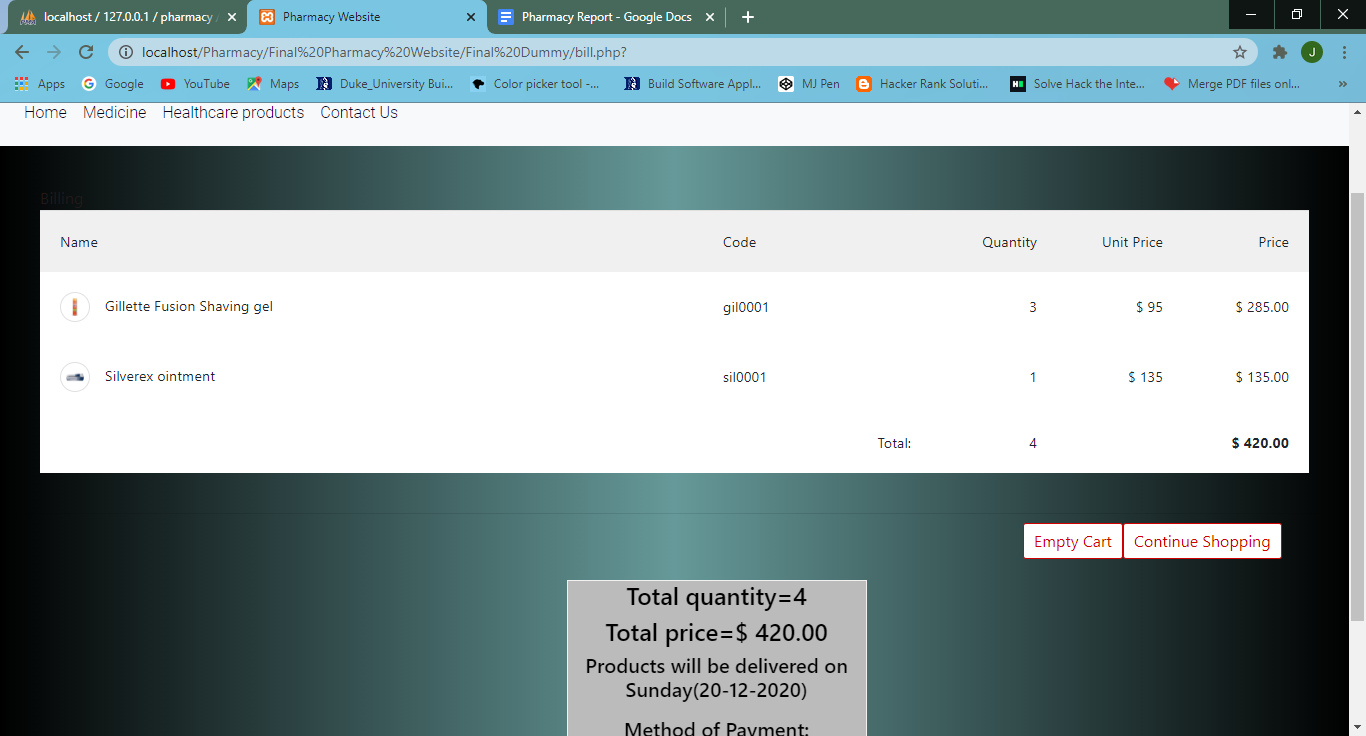 localhost / 127.0.0.1 / pharmacy
Pharmacy Website
Pharmacy Report - Google Docs
localhost/Pharmacy/Final%20Pharmacy%20Website/Final%20Dummy/bill.php?
J
Apps Google YouTube Maps Duke_University Bui... Color picker tool -... Build Software Appl... MJ Pen Hacker Rank Soluti... Solve Hack the Inte... Merge PDF files onl... »
Home Medicine Healthcare products Contact Us
Billing
Name Code Quantity Unit Price Price
Gillette Fusion Shaving gel gil0001 3 $ 95 $ 285.00
Silverex ointment sil0001 1 $ 135 $ 135.00
Total: 4 $ 420.00
Empty Cart Continue Shopping
Total quantity=4
Total price=$ 420.00
Products will be delivered on
Sunday(20-12-2020)
Method of Payment: